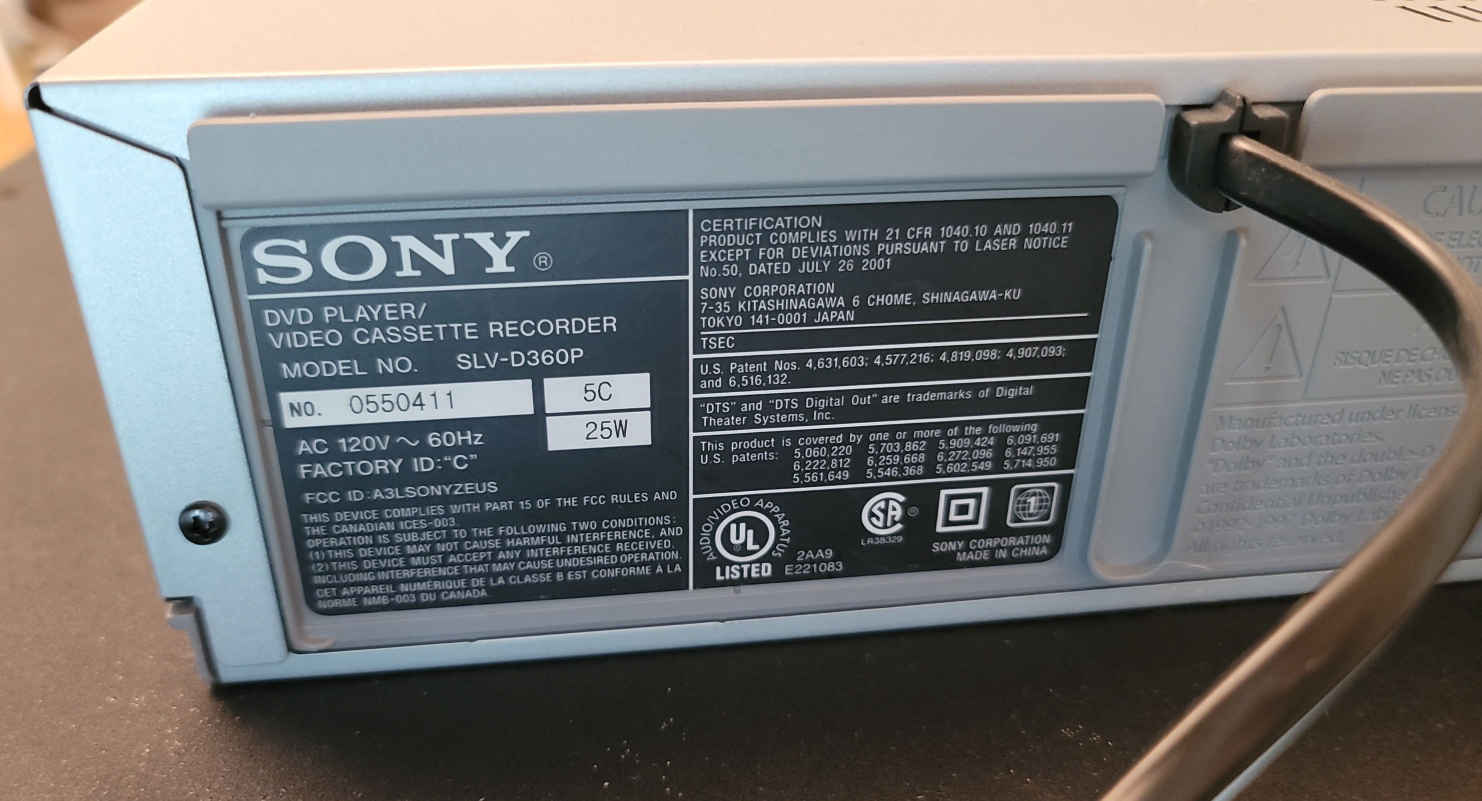 SONY®
DVD PLAYER/
VIDEO CASSETTE RECORDER
MODEL NO. SLV-D360P
NO. 0550411
5C
25W
AC 120V ~ 60Hz
FACTORY ID:"C"
FCC ID:A3LSONYZEUS
THIS DEVICE COMPLIES WITH PART 15 OF THE FCC RULES AND
THE CANADIAN ICES-003.
OPERATION IS SUBJECT TO THE FOLLOWING TWO CONDITIONS:
(1) THIS DEVICE MAY NOT CAUSE HARMFUL INTERFERENCE, AND
(2) THIS DEVICE MUST ACCEPT ANY INTERFERENCE RECEIVED,
INCLUDING INTERFERENCE THAT MAY CAUSE UNDESIRED OPERATION.
CET APPAREIL NUMÉRIQUE DE LA CLASSE B EST CONFORME À LA
NORME NMB-003 DU CANADA.
CERTIFICATION
PRODUCT COMPLIES WITH 21 CFR 1040.10 AND 1040.11
EXCEPT FOR DEVIATIONS PURSUANT TO LASER NOTICE
No.50, DATED JULY 26 2001
SONY CORPORATION
7-35 KITASHINAGAWA 6 CHOME, SHINAGAWA-KU
TOKYO 141-0001 JAPAN
TSEC
U.S. Patent Nos. 4,631,603; 4,577,216; 4,819,098; 4,907,093;
and 6,516,132.
"DTS" and "DTS Digital Out" are trademarks of Digital
Theater Systems, Inc.
This product is covered by one or more of the following
U.S. patents: 5,060,220 5,703,862 5,909,424 6,091,691
6,222,812 6,259,668 6,272,096 6,147,955
5,561,649 5,546,368 5,602,549 5,714,950
AUDIO/VIDEO APPARATUS
UL ®
LISTED
2AA9
E221083
SA ®
LR38329
1
SONY CORPORATION
MADE IN CHINA
Manufactured under
Dolby Laboratories.
"Dolby" and the double-D
are trademarks of Dolby